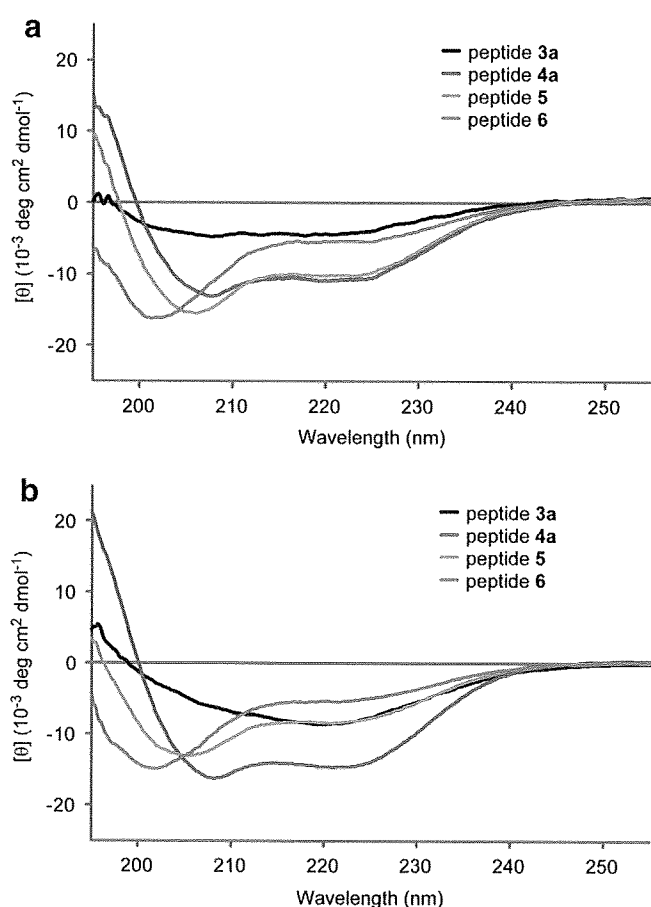 a
[θ] (10-3 deg cm2 dmol-1)
20
10
0
-10
-20
peptide 3a
peptide 4a
peptide 5
peptide 6
200 210 220 230 240 250
Wavelength (nm)
b
[θ] (10-3 deg cm2 dmol-1)
20
10
0
-10
-20
peptide 3a
peptide 4a
peptide 5
peptide 6
200 210 220 230 240 250
Wavelength (nm)